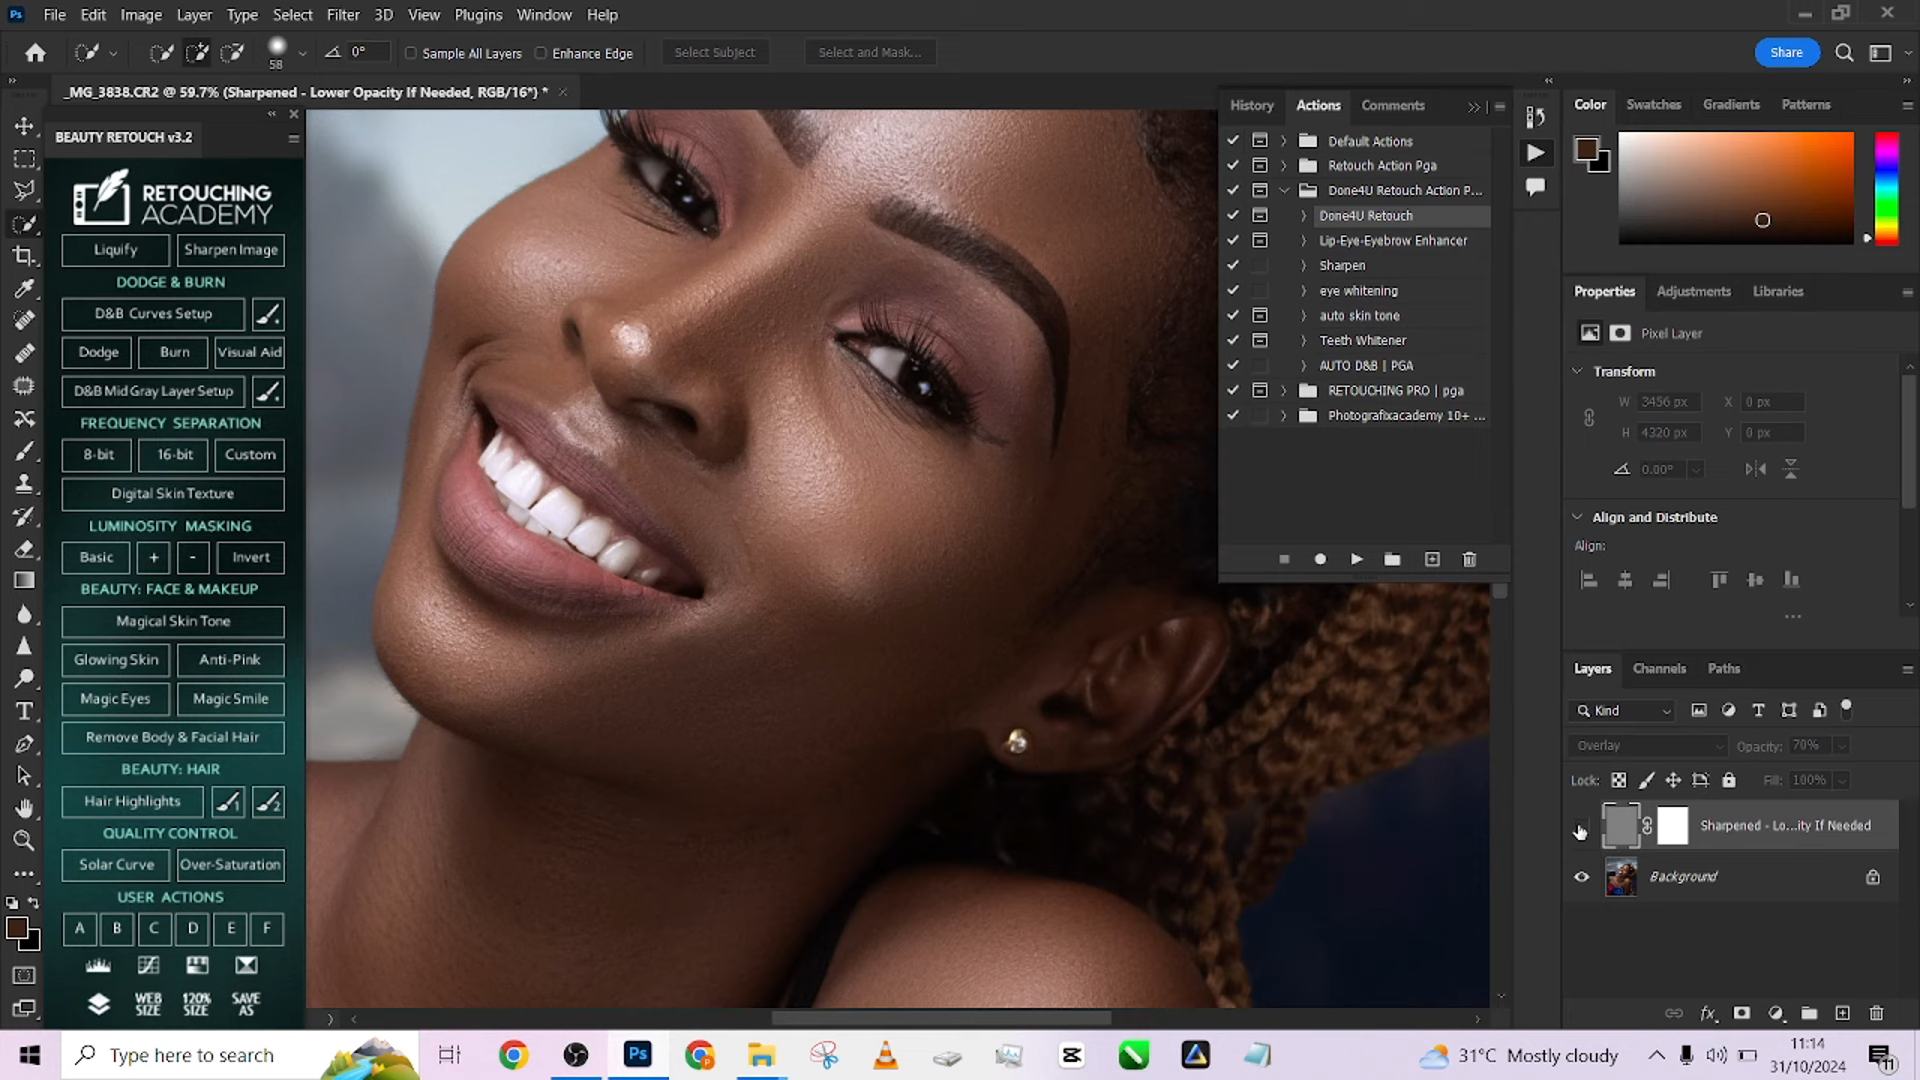 File Edit Image Layer Type Select Filter 3D View Plugins Window Help
58
0°
Sample All Layers
Enhance Edge
Select Subject
Select and Mask...
Share
_MG_3838.CR2 @ 59.7% (Sharpened - Lower Opacity If Needed, RGB/16*) *
BEAUTY RETOUCH v3.2
RETOUCHING
ACADEMY
Liquify
Sharpen Image
DODGE & BURN
D&B Curves Setup
Dodge
Burn
Visual Aid
D&B Mid Gray Layer Setup
FREQUENCY SEPARATION
8-bit
16-bit
Custom
Digital Skin Texture
LUMINOSITY MASKING
Basic
+
-
Invert
BEAUTY: FACE & MAKEUP
Magical Skin Tone
Glowing Skin
Anti-Pink
Magic Eyes
Magic Smile
Remove Body & Facial Hair
BEAUTY: HAIR
Hair Highlights
1
2
QUALITY CONTROL
Solar Curve
Over-Saturation
USER ACTIONS
A B C D E F
WEB SIZE
120% SIZE
SAVE AS
History Actions Comments
Default Actions
Retouch Action Pga
Done4U Retouch Action P...
Done4U Retouch
Lip-Eye-Eyebrow Enhancer
Sharpen
eye whitening
auto skin tone
Teeth Whitener
AUTO D&B | PGA
RETOUCHING PRO | pga
Photografixacademy 10+ ...
Color Swatches Gradients Patterns
Properties Adjustments Libraries
Pixel Layer
Transform
W 3456 px X 0 px
H 4320 px Y 0 px
0.00°
Align and Distribute
Align:
Layers Channels Paths
Kind
Overlay
Opacity: 70%
Lock:
Fill: 100%
Sharpened - Lo...ity If Needed
Background
Type here to search
31°C Mostly cloudy
11:14
31/10/2024
11